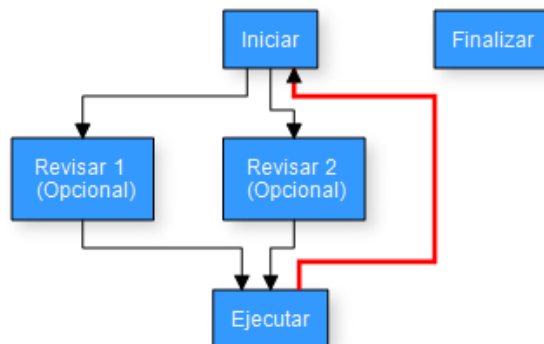 Iniciar
Finalizar
Revisar 1
(Opcional)
Revisar 2
(Opcional)
Ejecutar